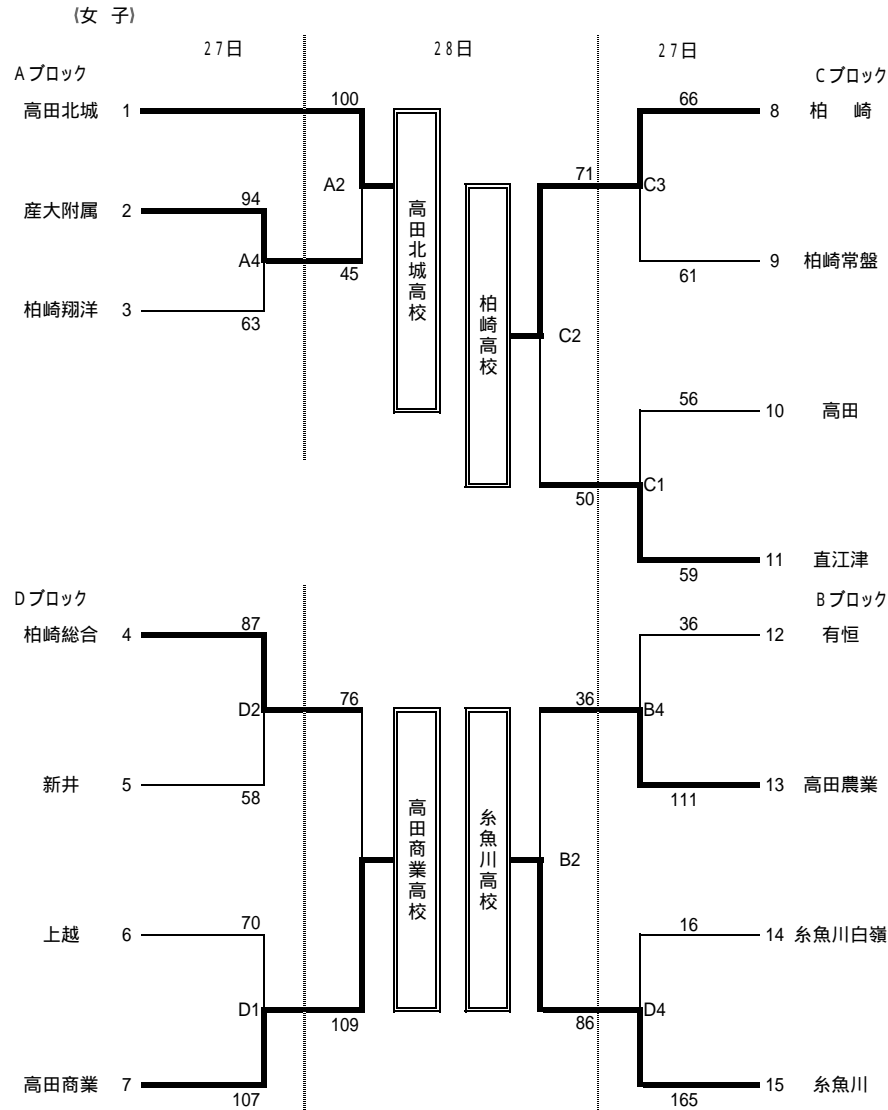 (女 子)
27日 28日 27日
Aブロック Cブロック
高田北城 1 100 66 8 柏 崎
A2 71 C3
産大附属 2 94
A4 45 61 9 柏崎常盤
柏崎翔洋 3 63
高田北城高校
柏崎高校
C2
56 10 高田
50 C1
59 11 直江津
Dブロック Bブロック
柏崎総合 4 87 36 12 有恒
D2 76 36 B4
新井 5 58 111 13 高田農業
高田商業高校
糸魚川高校
B2
上越 6 70 16 14 糸魚川白嶺
D1 109 86 D4
高田商業 7 107 165 15 糸魚川